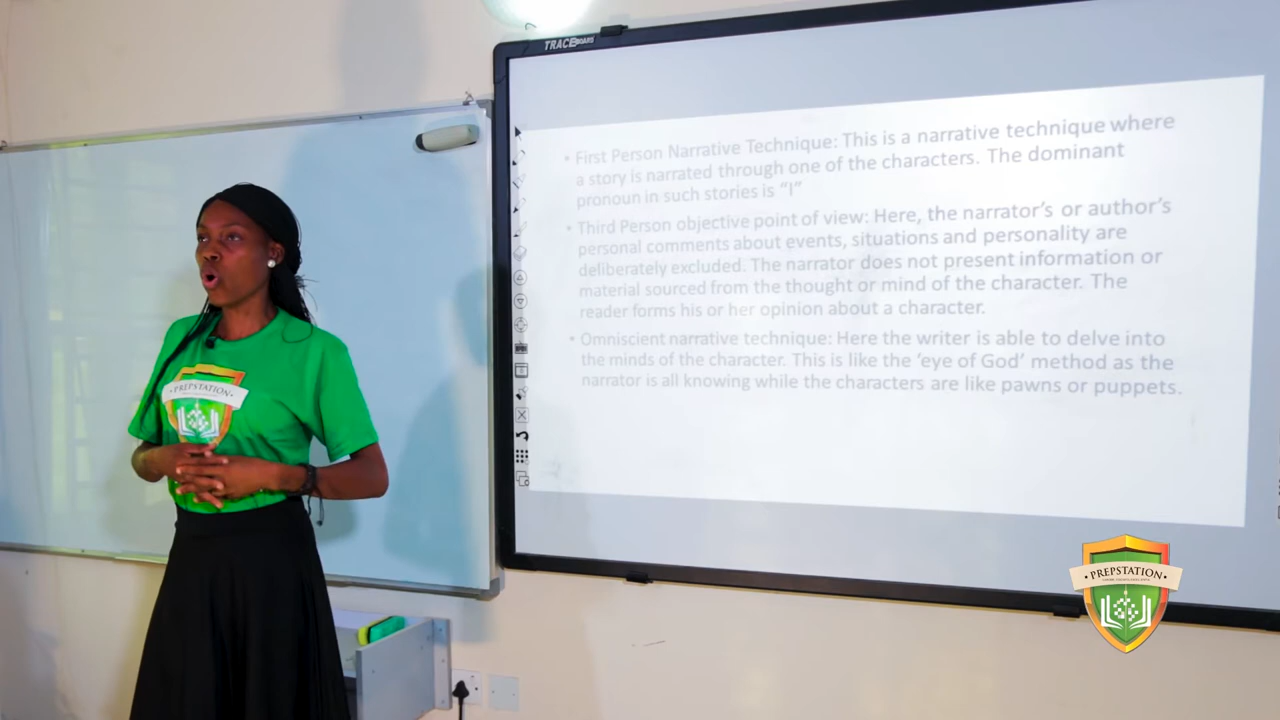 TRACEBOARD
• First Person Narrative Technique: This is a narrative technique where
a story is narrated through one of the characters. The dominant
pronoun in such stories is “I”
• Third Person objective point of view: Here, the narrator’s or author’s
personal comments about events, situations and personality are
deliberately excluded. The narrator does not present information or
material sourced from the thought or mind of the character. The
reader forms his or her opinion about a character.
• Omniscient narrative technique: Here the writer is able to delve into
the minds of the character. This is like the ‘eye of God’ method as the
narrator is all knowing while the characters are like pawns or puppets.
• PREPSTATION •
• PREPSTATION •